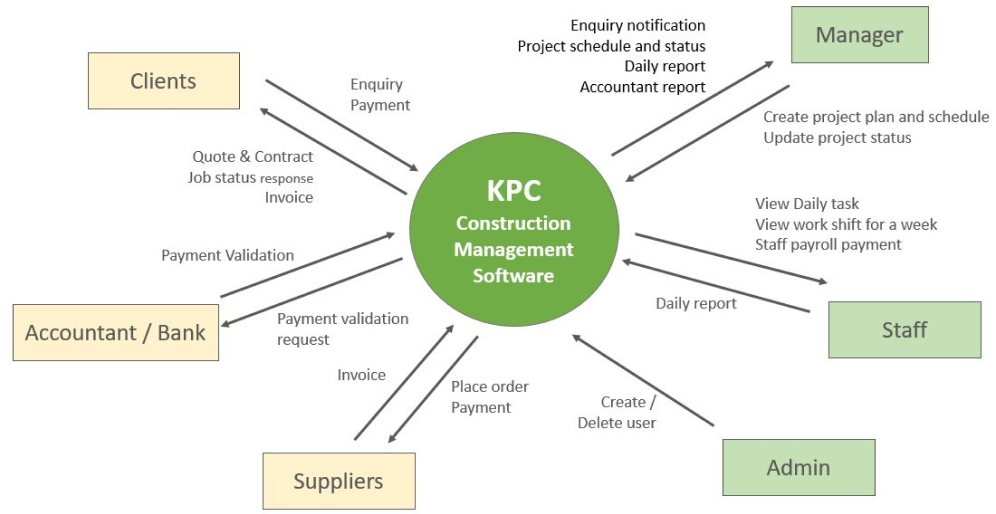 Enquiry notification
Project schedule and status
Daily report
Accountant report
Manager
Clients
Enquiry
Payment
Create project plan and schedule
Update project status
Quote & Contract
Job status response
Invoice
KPC
Construction
Management
Software
View Daily task
View work shift for a week
Staff payroll payment
Payment Validation
Daily report
Accountant / Bank
Payment validation
request
Staff
Invoice
Place order
Payment
Create /
Delete user
Suppliers
Admin